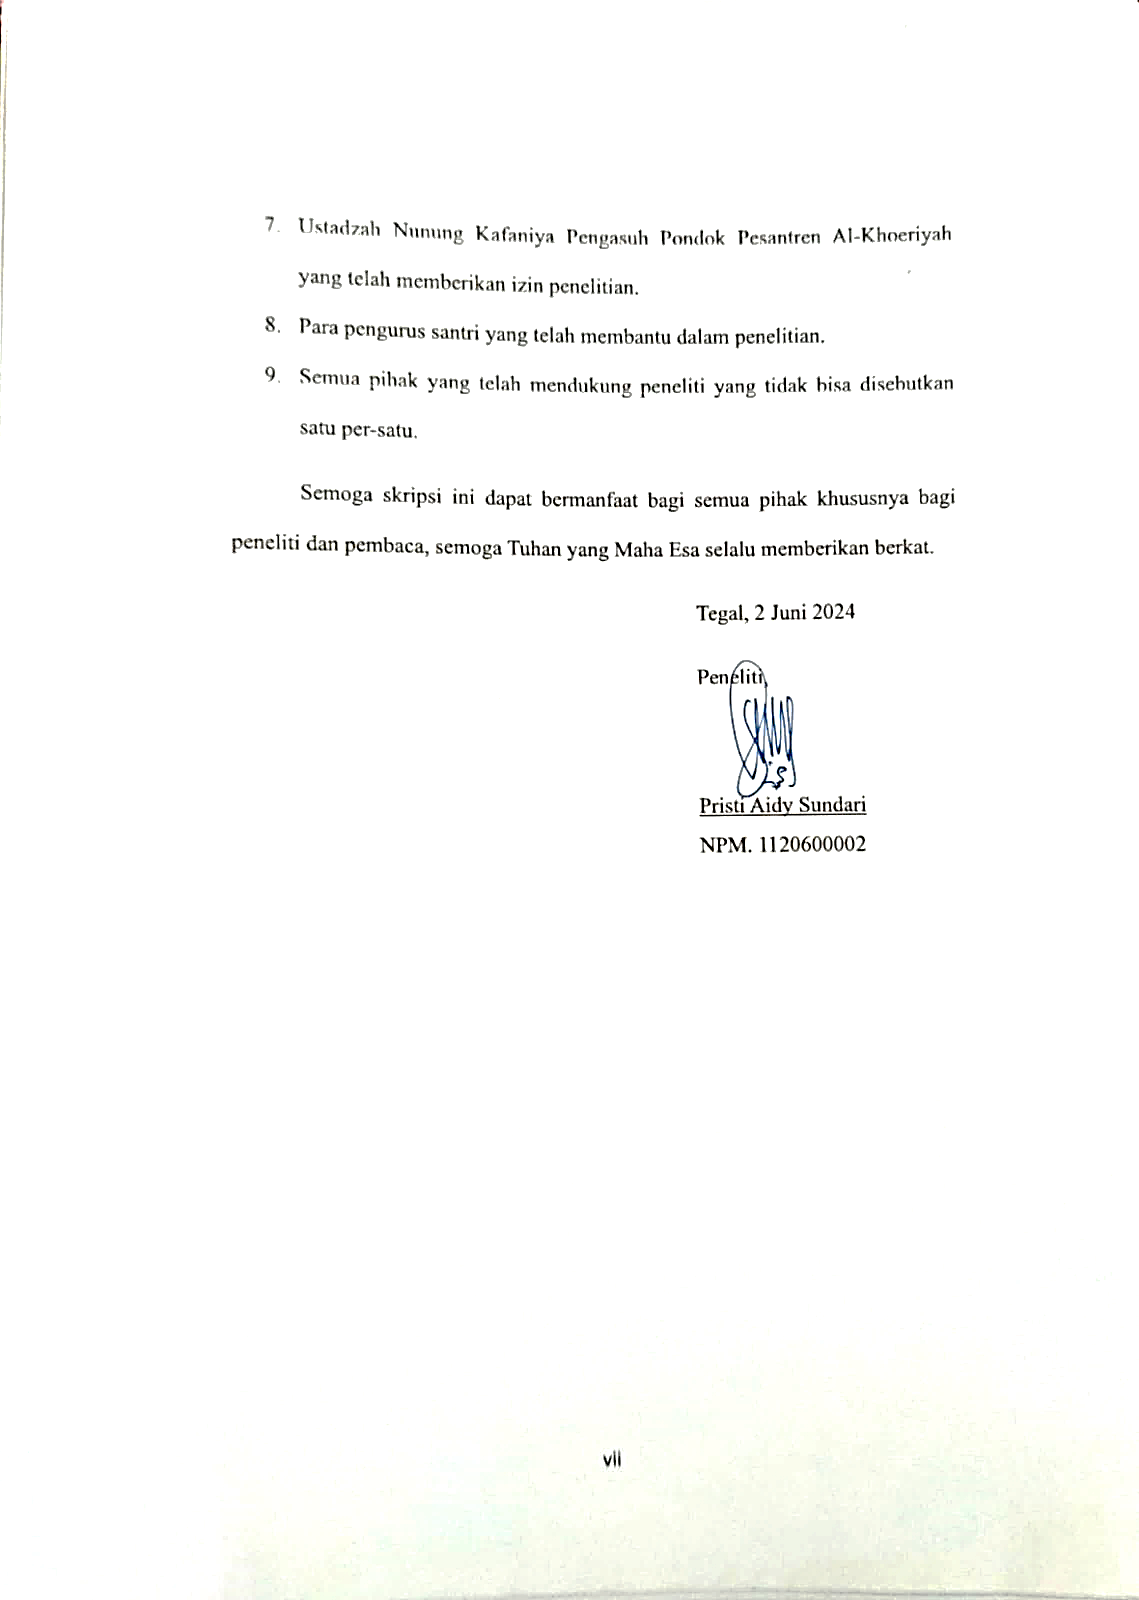 7. Ustadzah Nunung Kafaniya Pengasuh Pondok Pesantren Al-Khoeriyah
yang telah memberikan izin penelitian.
8. Para pengurus santri yang telah membantu dalam penelitian.
9. Semua pihak yang telah mendukung peneliti yang tidak bisa disebutkan
satu per-satu.
Semoga skripsi ini dapat bermanfaat bagi semua pihak khususnya bagi
peneliti dan pembaca, semoga Tuhan yang Maha Esa selalu memberikan berkat.
Tegal, 2 Juni 2024
Peneliti,
Pristi Aidy Sundari
NPM. 1120600002
vii